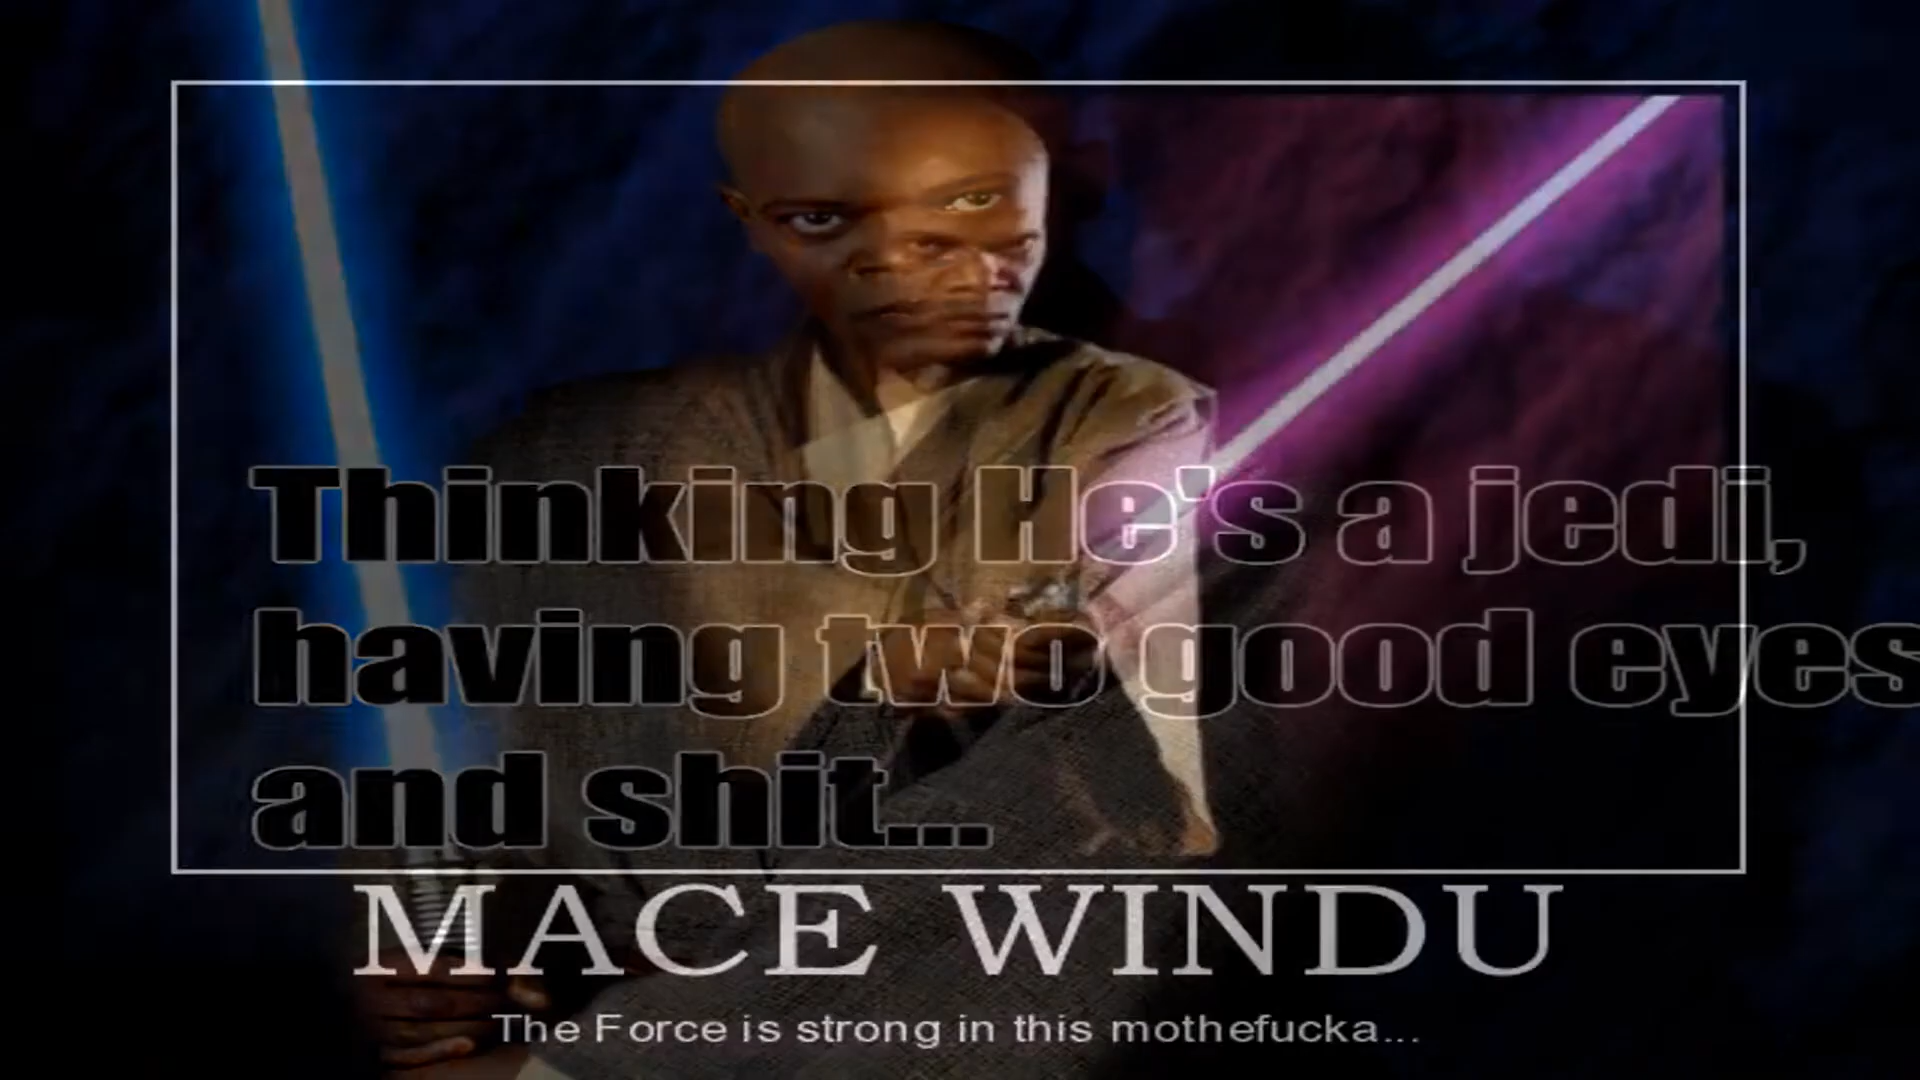 Thinking He's a jedi,
having two good eyes
and shit...
MACE WINDU
The Force is strong in this mothefucka...